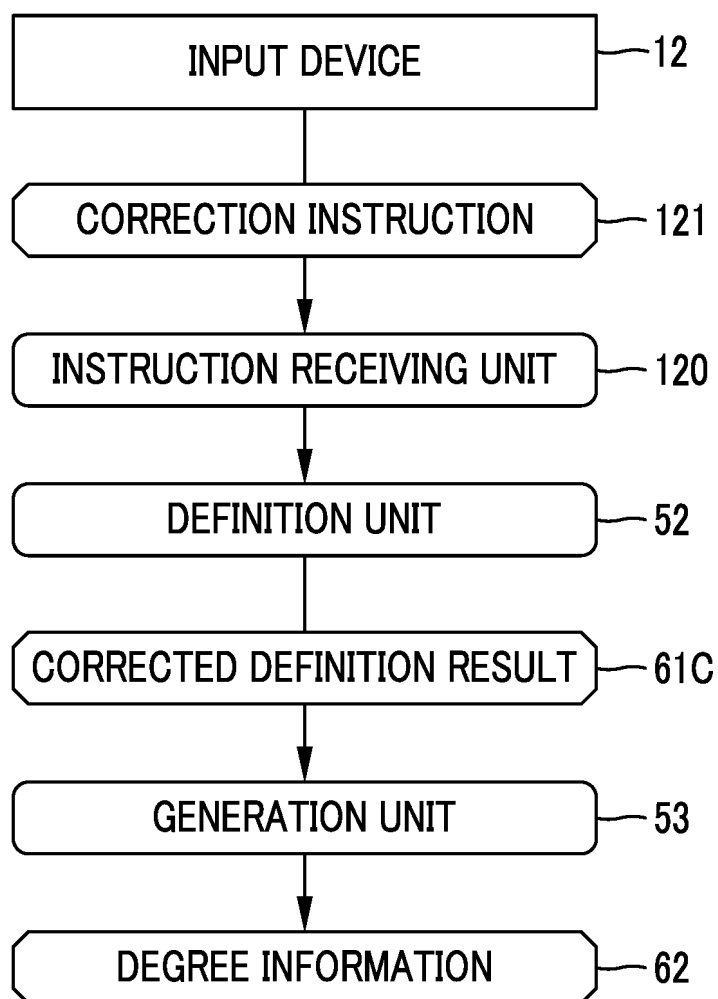 INPUT DEVICE 12
CORRECTION INSTRUCTION 121
INSTRUCTION RECEIVING UNIT 120
DEFINITION UNIT 52
CORRECTED DEFINITION RESULT 61C
GENERATION UNIT 53
DEGREE INFORMATION 62